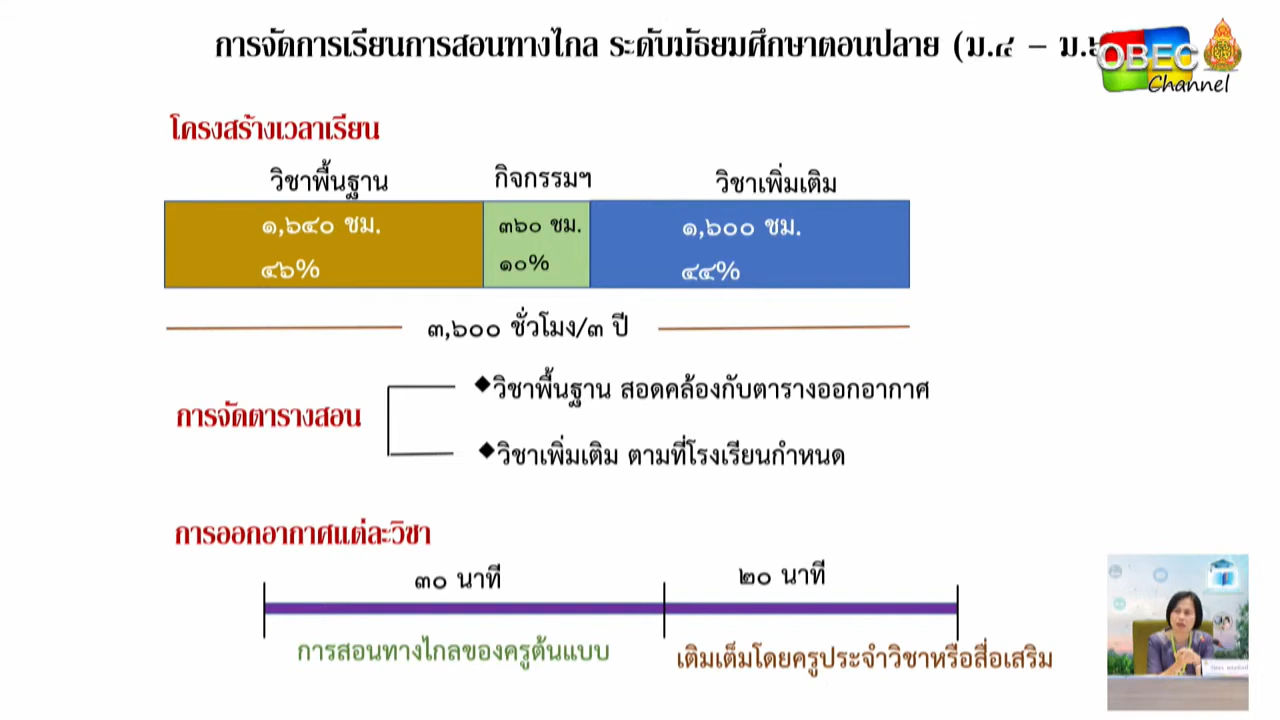 การจัดการเรียนการสอนทางไกล ระดับมัธยมศึกษาตอนปลาย (ม.๔ – ม.๖
OBEC
Channel
โครงสร้างเวลาเรียน
วิชาพื้นฐาน กิจกรรมฯ วิชาเพิ่มเติม
๑,๖๔๐ ชม. ๓๖๐ ชม. ๑,๖๐๐ ชม.
๔๖% ๑๐% ๔๔%
๓,๖๐๐ ชั่วโมง/๓ ปี
◆วิชาพื้นฐาน สอดคล้องกับตารางออกอากาศ
การจัดตารางสอน
◆วิชาเพิ่มเติม ตามที่โรงเรียนกำหนด
การออกอากาศแต่ละวิชา
๓๐ นาที ๒๐ นาที
การสอนทางไกลของครูต้นแบบ เติมเต็มโดยครูประจำวิชาหรือสื่อเสริม